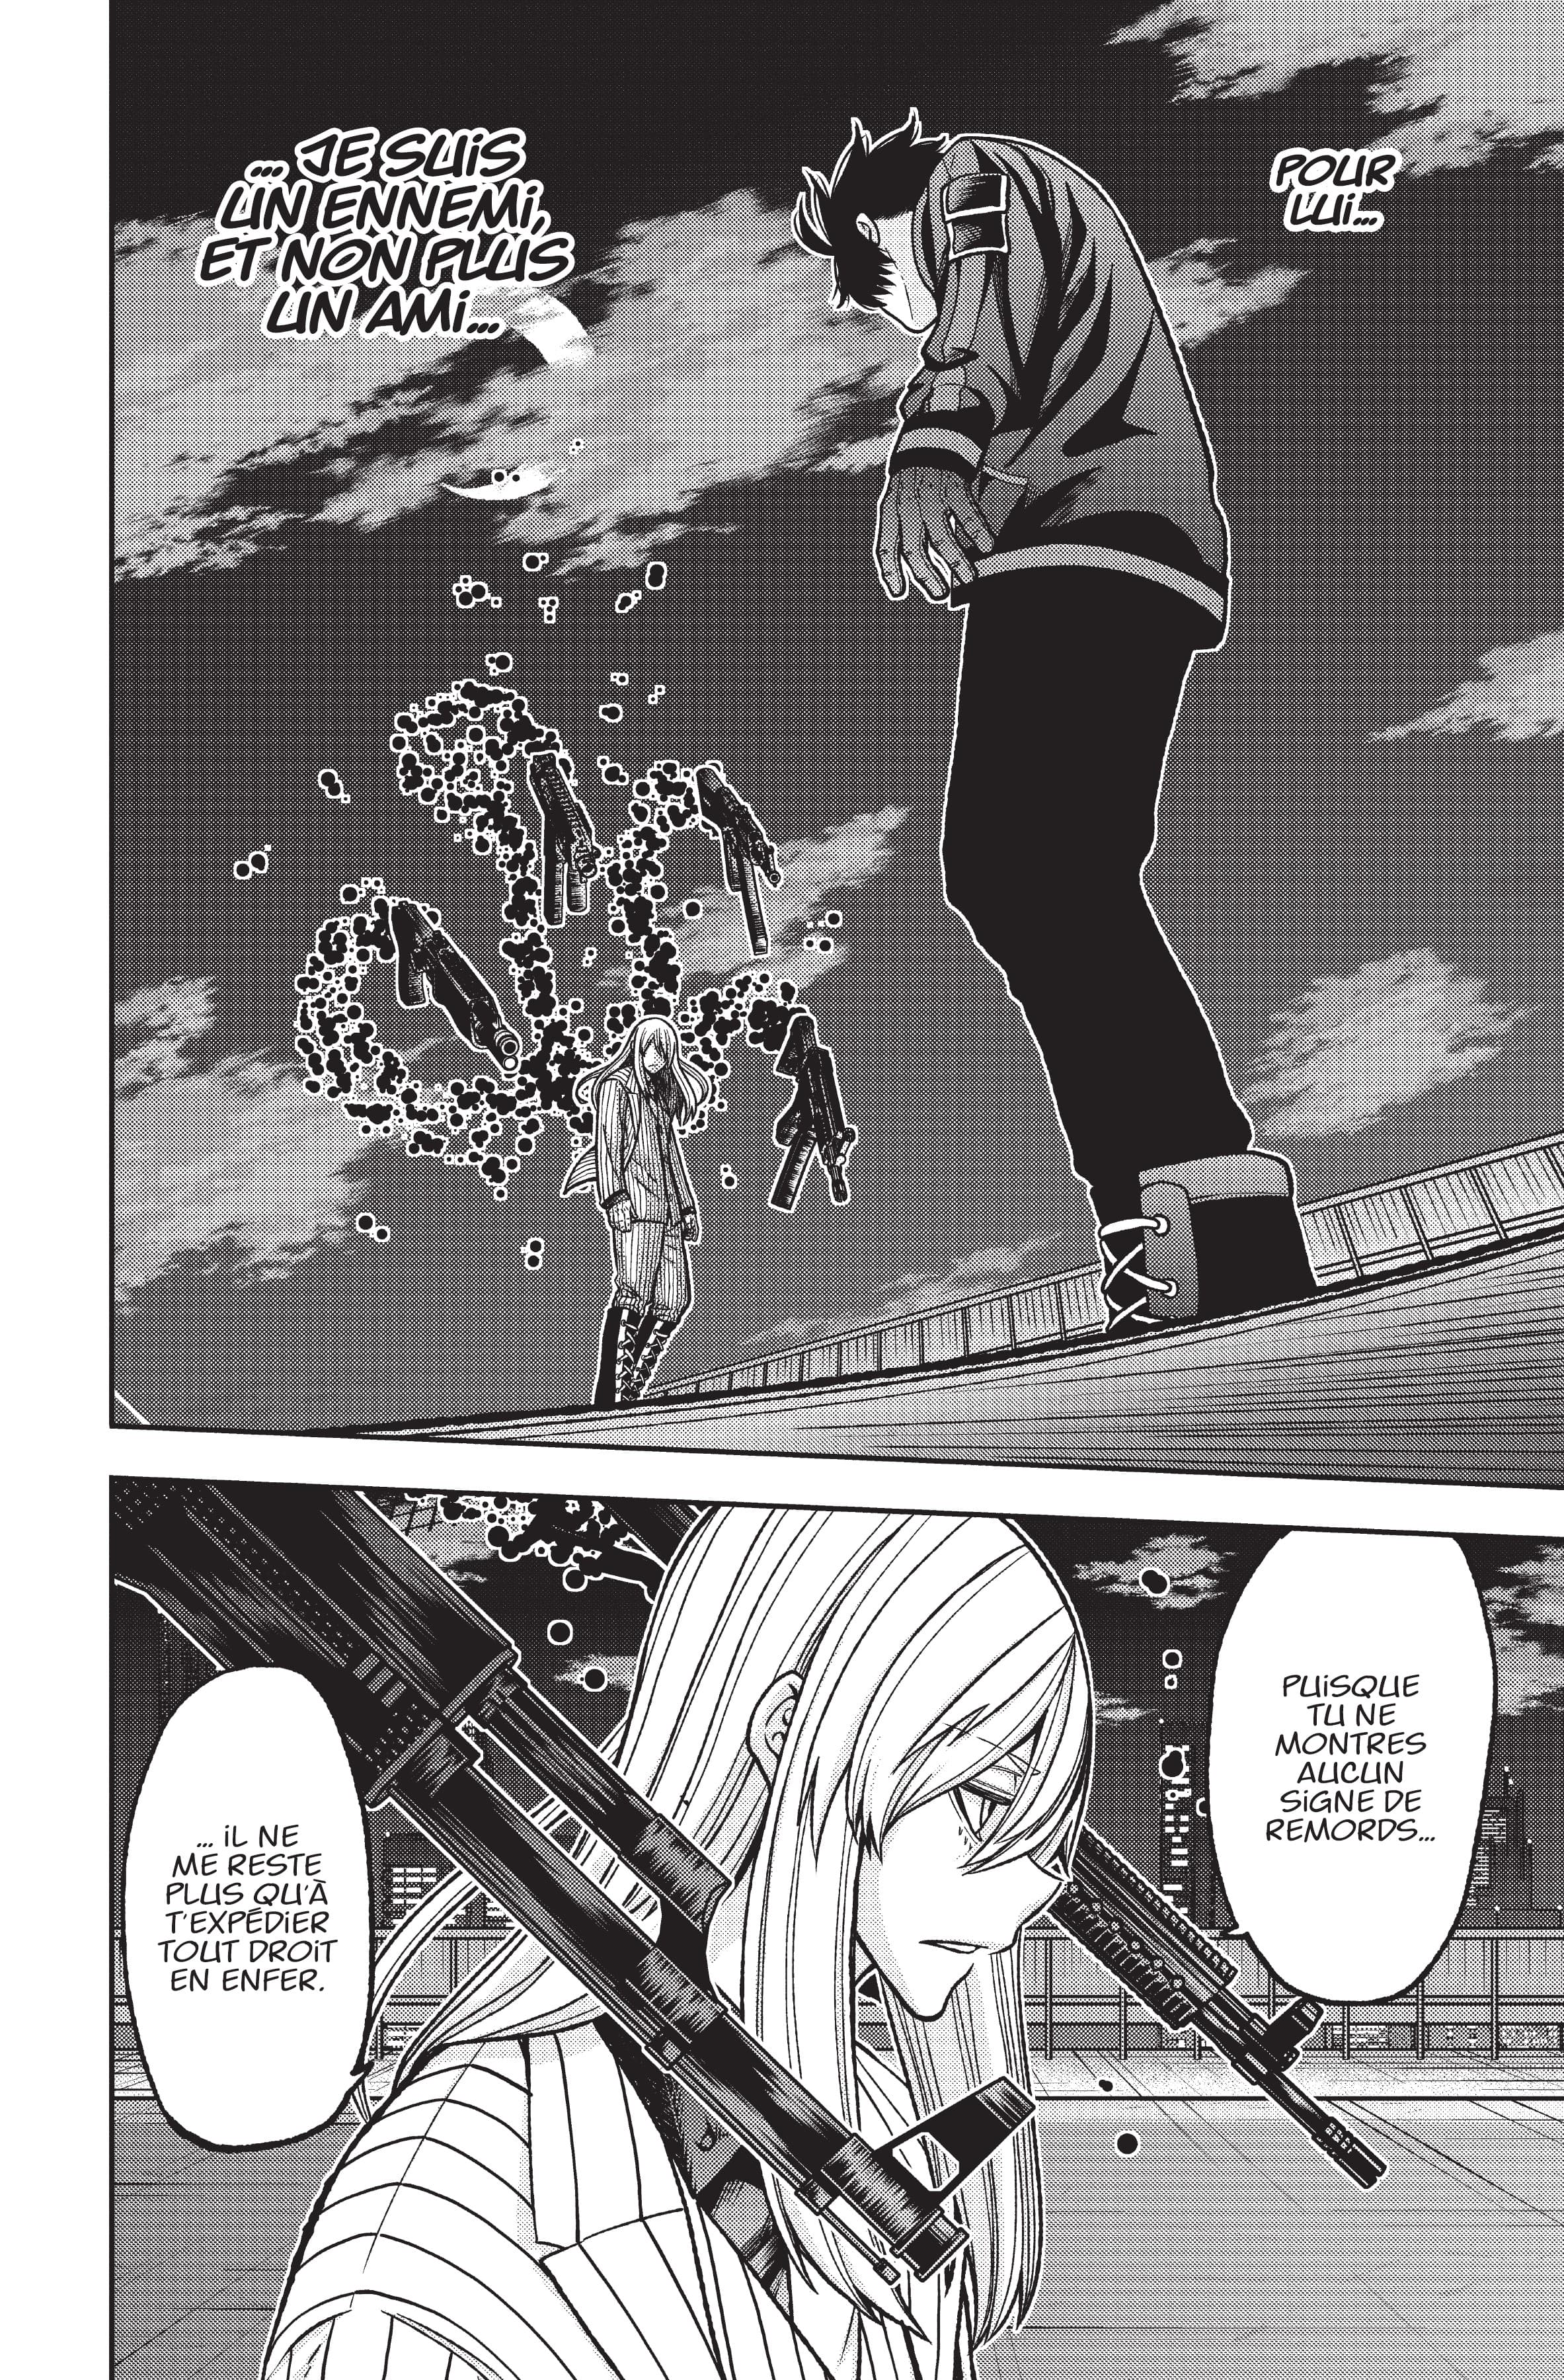 POUR
LUI...
... JE SUIS
UN ENNEMI,
ET NON PLUS
UN AMI...
PUISQUE
TU NE
MONTRES
AUCUN
SIGNE DE
REMORDS...
... IL NE
ME RESTE
PLUS QU'À
T'EXPÉDIER
TOUT DROIT
EN ENFER.